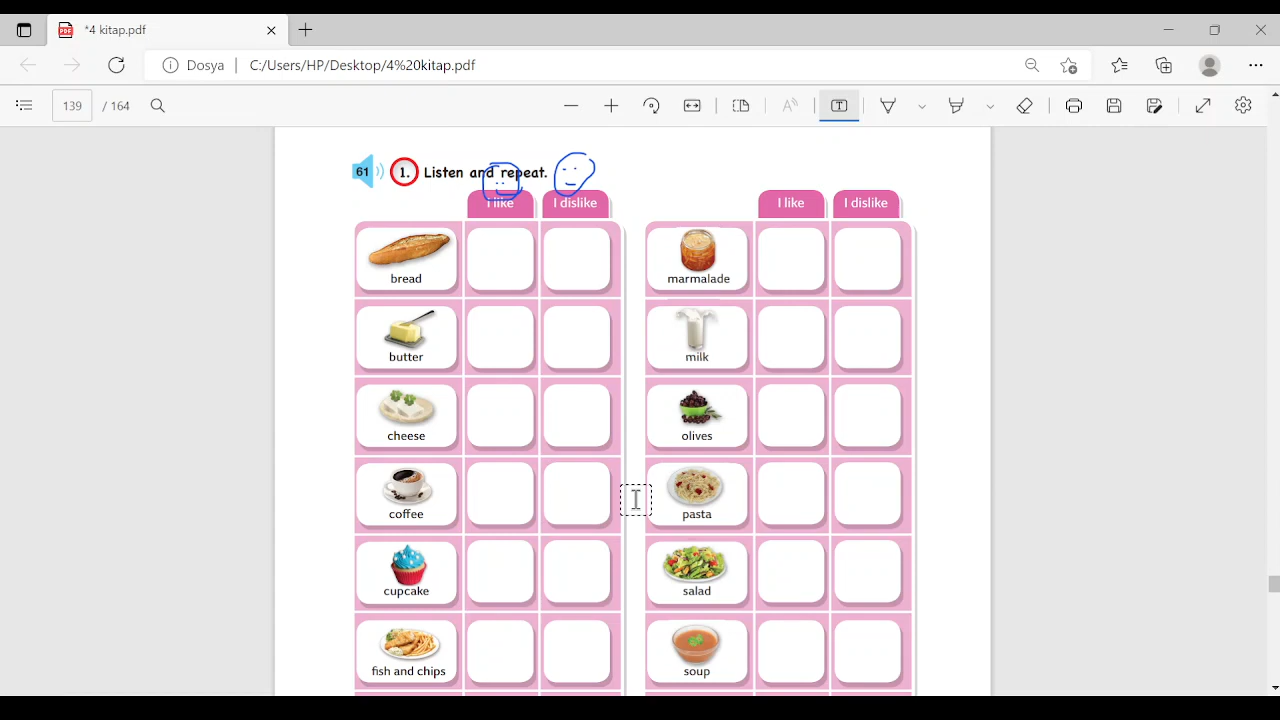 *4 kitap.pdf
Dosya | C:/Users/HP/Desktop/4%20kitap.pdf
139 / 164
61 1. Listen and repeat.
I like I dislike I like I dislike
bread marmalade
butter milk
cheese olives
coffee pasta
cupcake salad
fish and chips soup